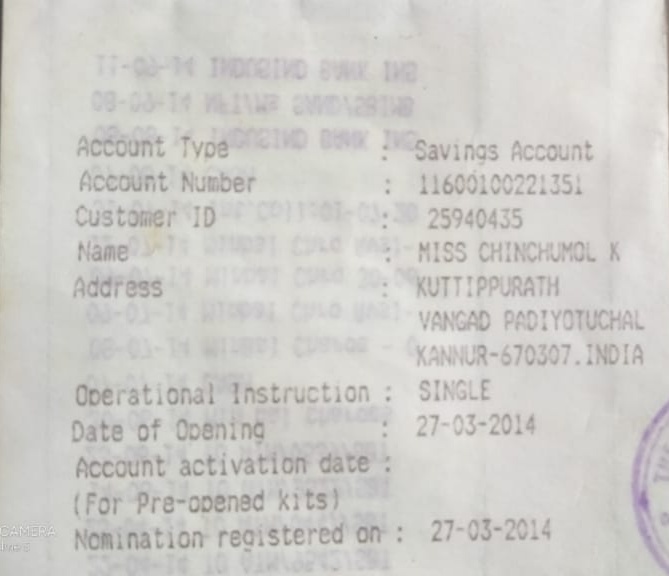 Account Type : Savings Account
Account Number : 11600100221351
Customer ID : 25940435
Name : MISS CHINCHUMOL K
Address : KUTTIPPURATH
VANGAD PADIYOTUCHAL
KANNUR-670307.INDIA
Operational Instruction : SINGLE
Date of Opening : 27-03-2014
Account activation date :
(For Pre-opened kits)
Nomination registered on : 27-03-2014
CAMERA